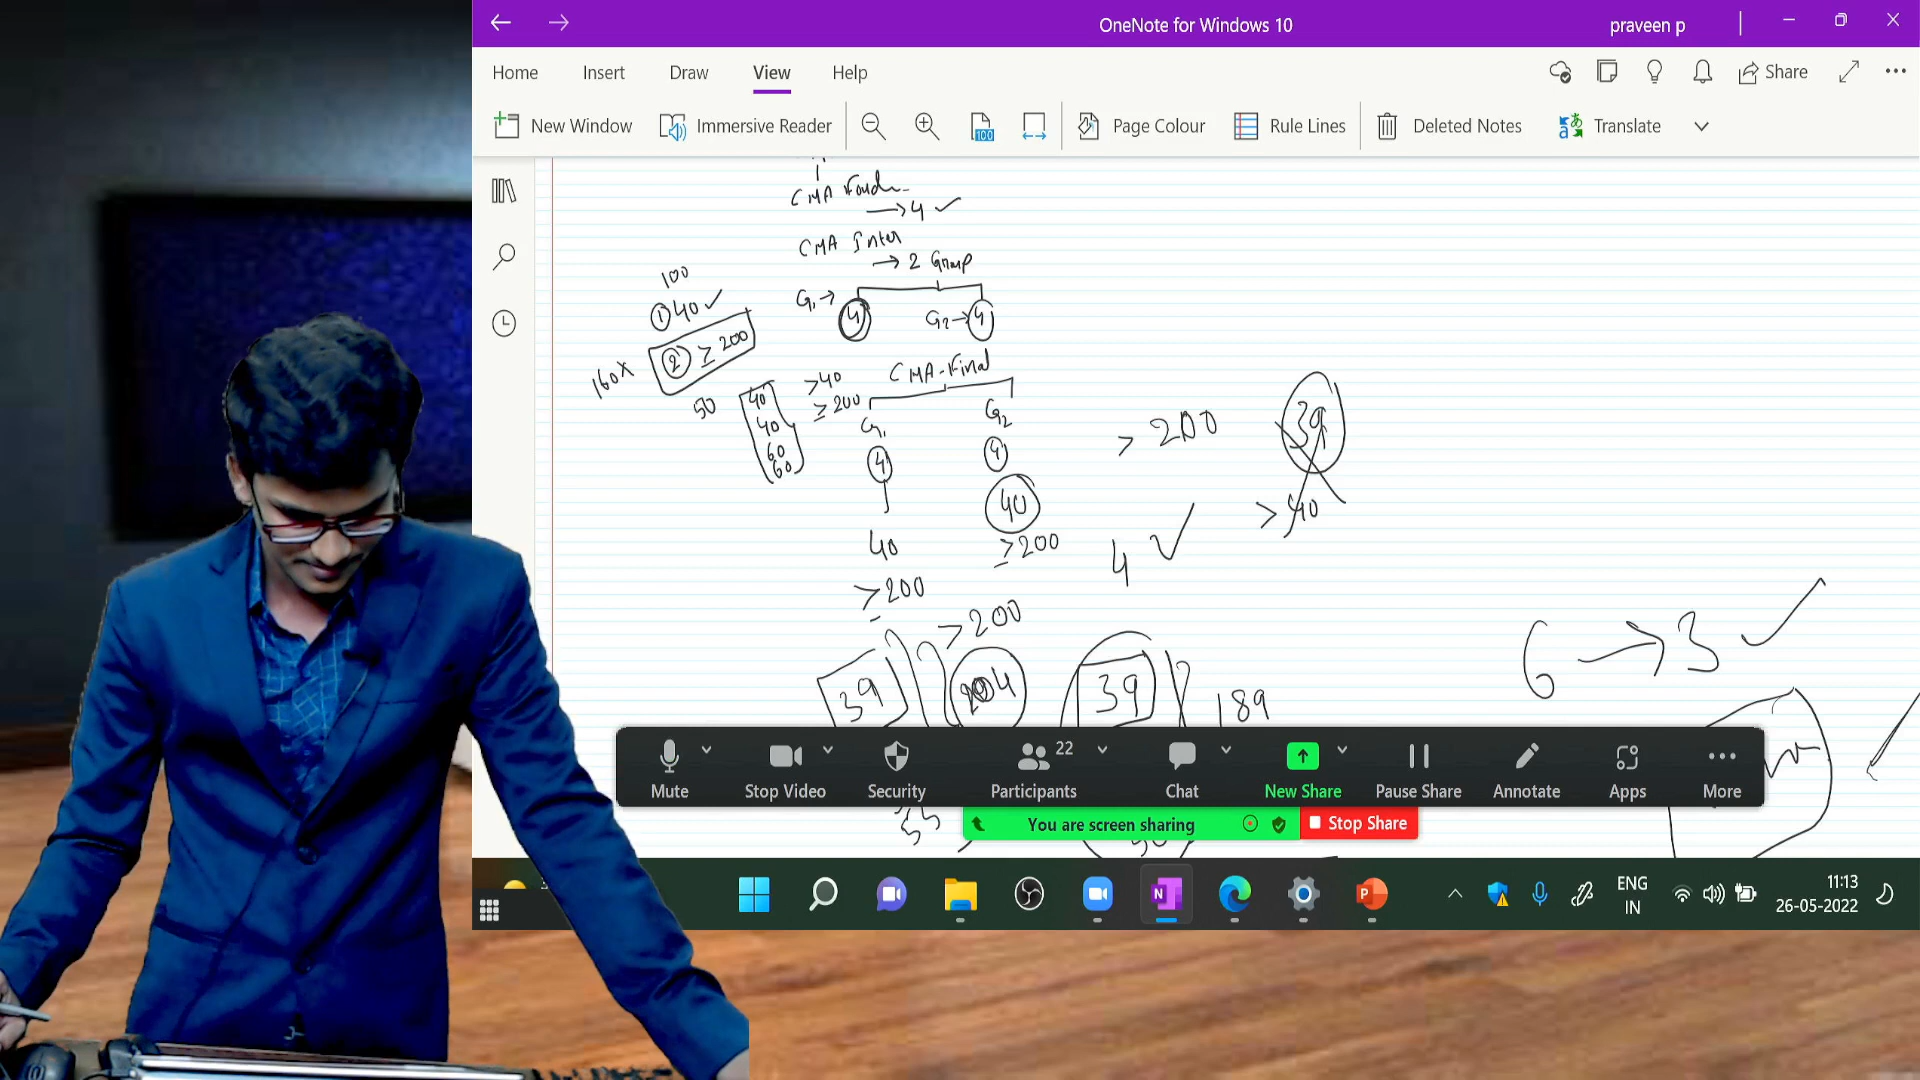 OneNote for Windows 10
praveen p
Home Insert Draw View Help
Share
New Window Immersive Reader 100 Page Colour Rule Lines Deleted Notes Translate
CMA
→ 4 ✓
CMA Inter
→ 2 Group
100
① 40 ✓
G1 → 4
G2 → 4
② ≥ 200
160 X
CMA-Final
50
40
40
60
60
>40
≥ 200
G1
4
40
≥ 200
G2
4
40
≥ 200
> 200
39
> 40
4 ✓
6 → 3 ✓
> 200
39
39
189
Mute Stop Video Security Participants 22 Chat New Share Pause Share Annotate Apps More
You are screen sharing Stop Share
ENG
IN
11:13
26-05-2022